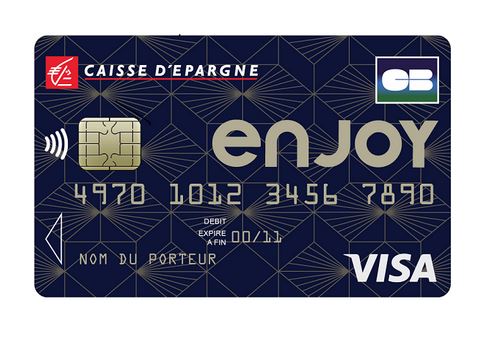 CAISSE D'EPARGNE
CB
enJOY
4970 1012 3456 7890
DEBIT
EXPIRE
A FIN 00/11
NOM DU PORTEUR
VISA